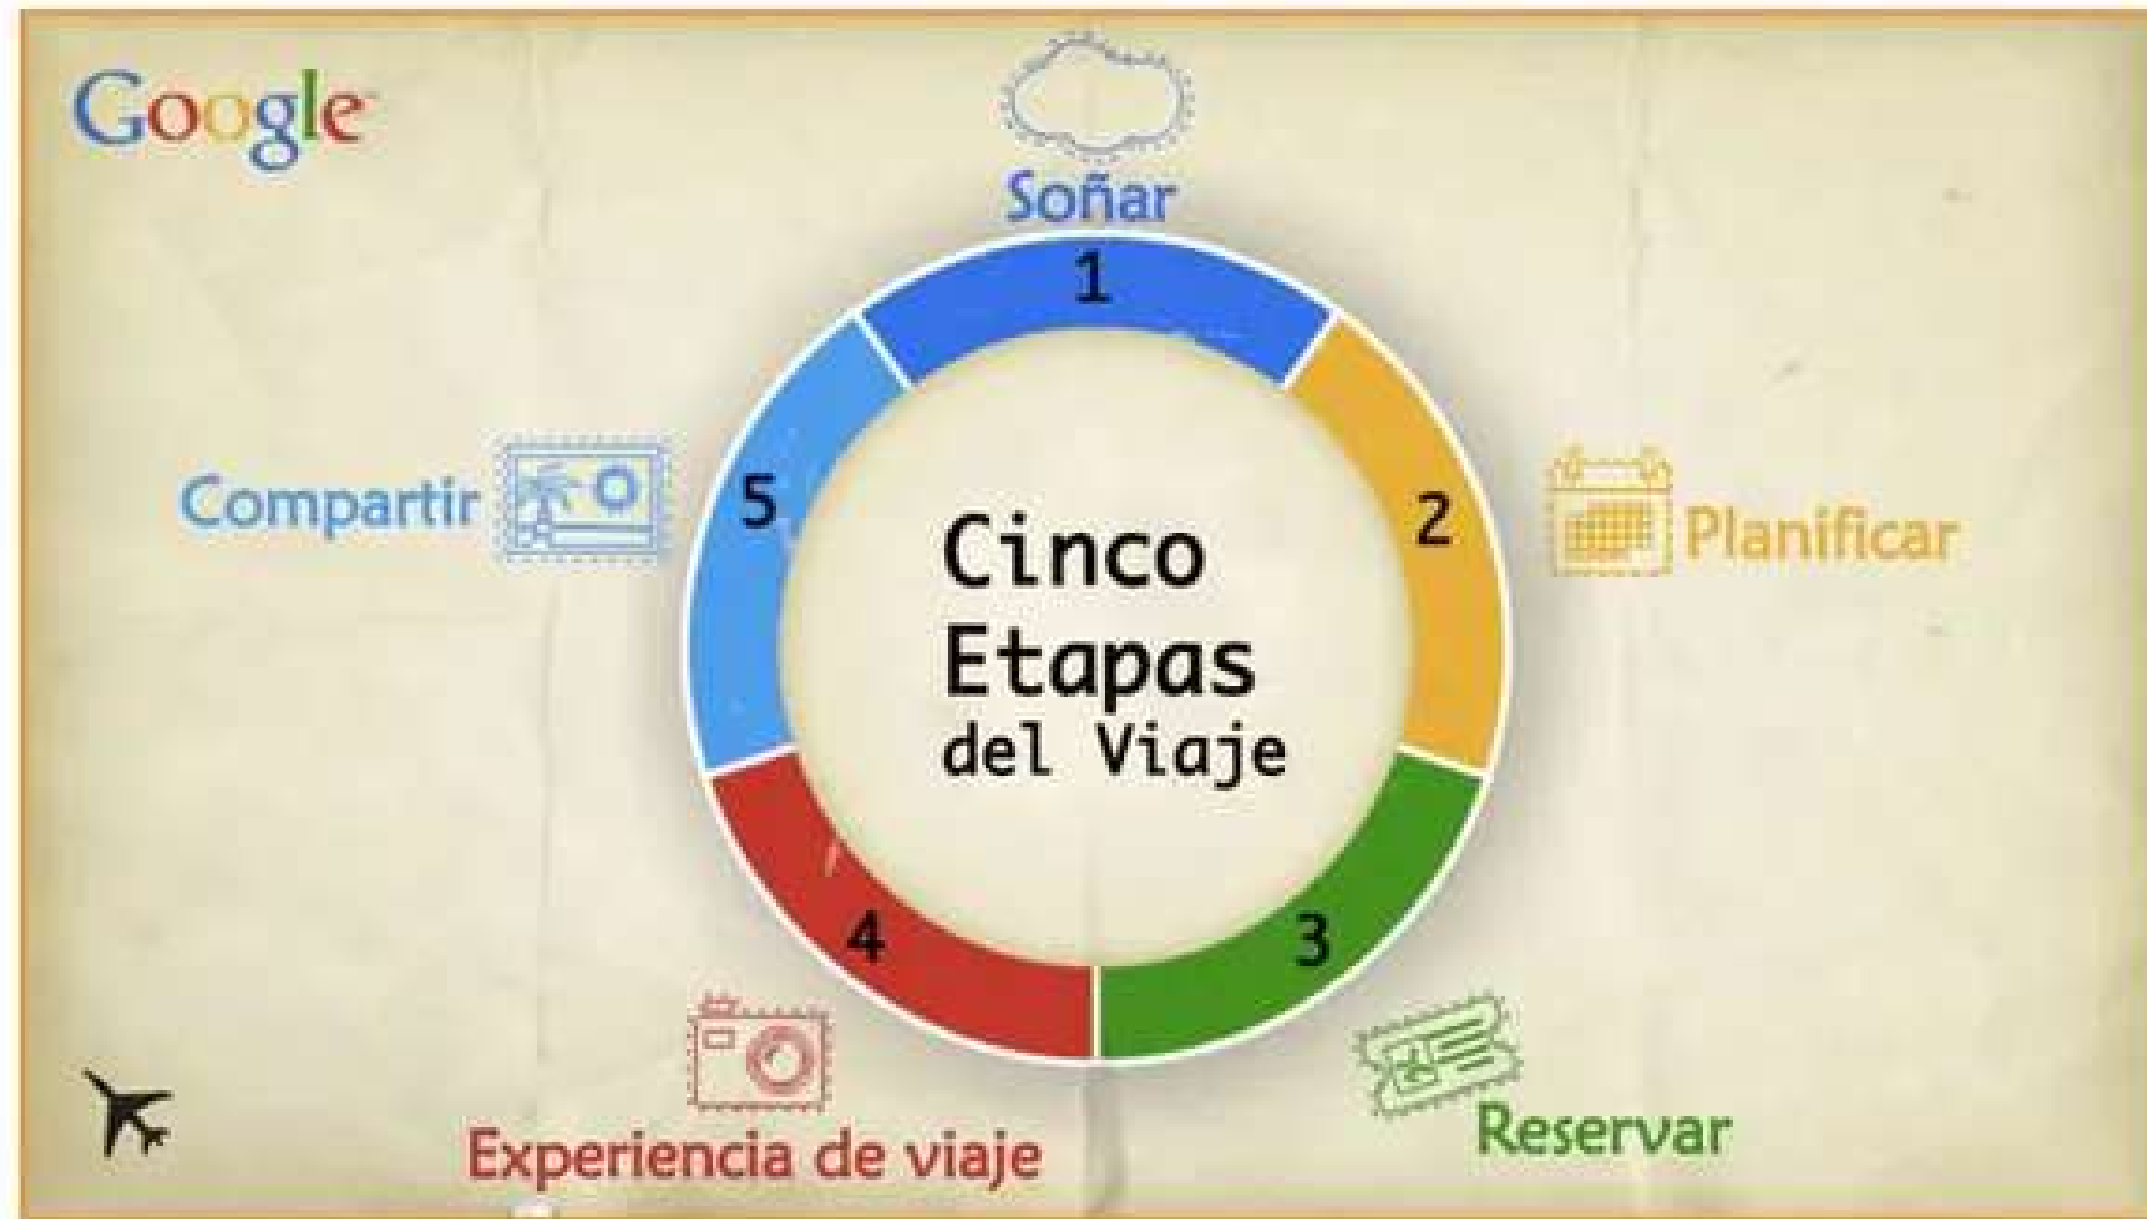 Google
Soñar
1
Compartir
5
2
Planificar
Cinco
Etapas
del Viaje
4
3
Experiencia de viaje
Reservar